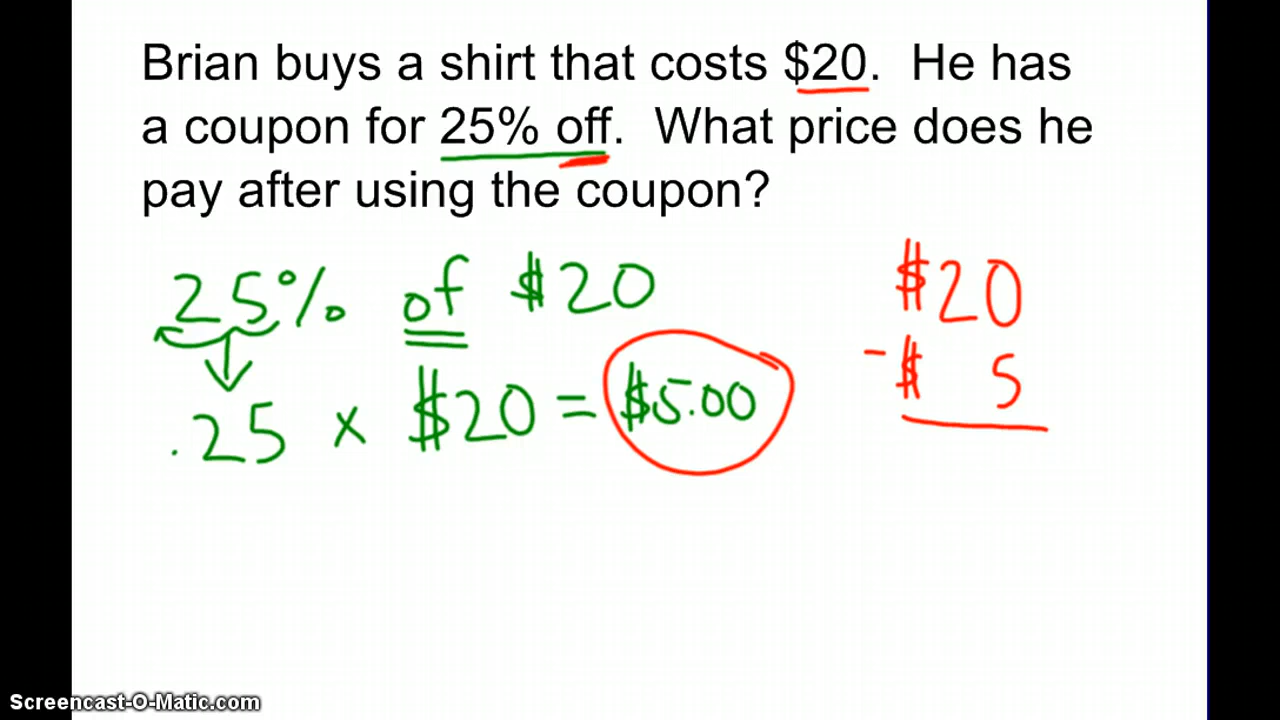 Brian buys a shirt that costs $20. He has
a coupon for 25% off. What price does he
pay after using the coupon?
25% of $20
.25 x $20 = $5.00
$20
- $ 5
Screencast-O-Matic.com